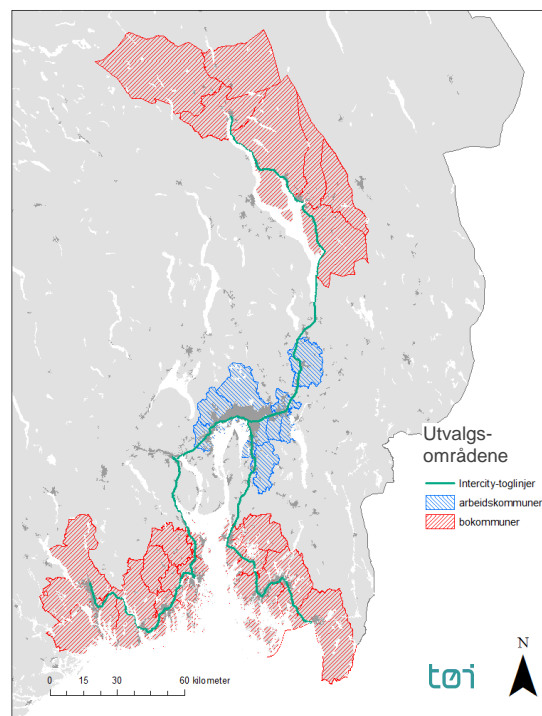 Utvalgs-
områdene
Intercity-toglinjer
arbeidskommuner
bokommuner
N
0 15 30 60 kilometer
tøi